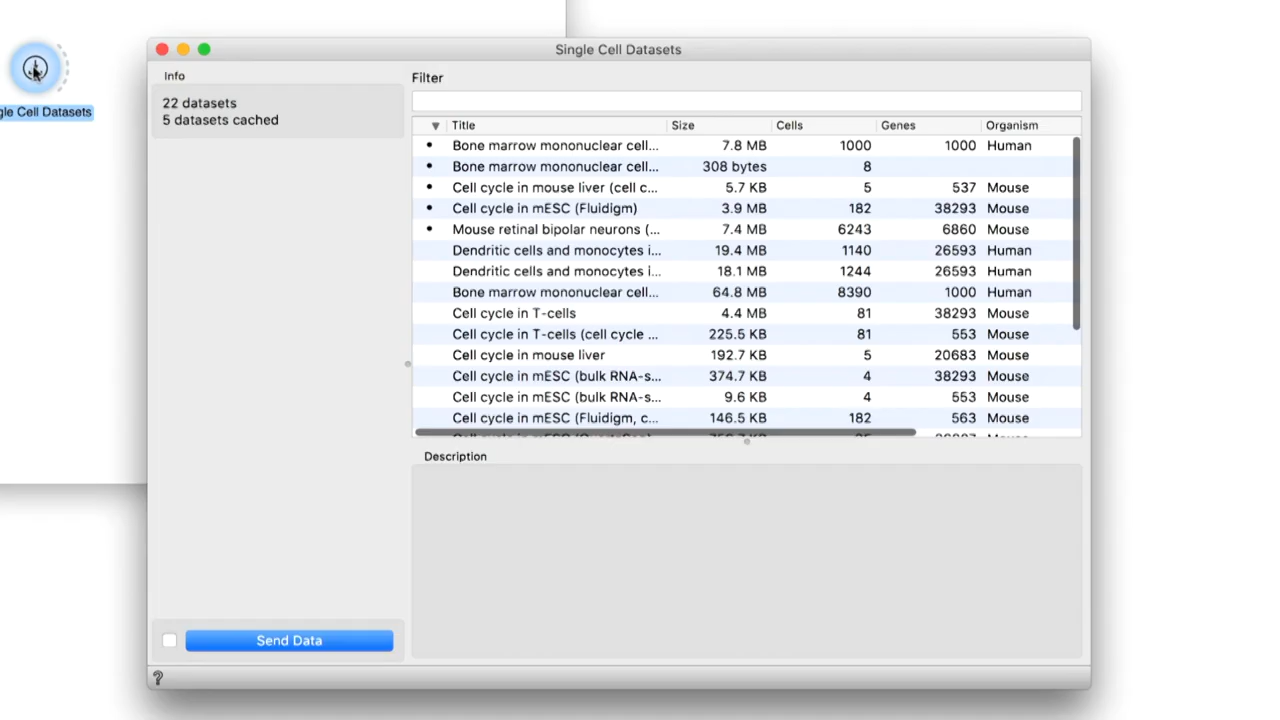 Single Cell Datasets
gle Cell Datasets
Info
22 datasets
5 datasets cached
Send Data
?
Filter
Title Size Cells Genes Organism
• Bone marrow mononuclear cell... 7.8 MB 1000 1000 Human
• Bone marrow mononuclear cell... 308 bytes 8
• Cell cycle in mouse liver (cell c... 5.7 KB 5 537 Mouse
• Cell cycle in mESC (Fluidigm) 3.9 MB 182 38293 Mouse
• Mouse retinal bipolar neurons (... 7.4 MB 6243 6860 Mouse
Dendritic cells and monocytes i... 19.4 MB 1140 26593 Human
Dendritic cells and monocytes i... 18.1 MB 1244 26593 Human
Bone marrow mononuclear cell... 64.8 MB 8390 1000 Human
Cell cycle in T-cells 4.4 MB 81 38293 Mouse
Cell cycle in T-cells (cell cycle ... 225.5 KB 81 553 Mouse
Cell cycle in mouse liver 192.7 KB 5 20683 Mouse
Cell cycle in mESC (bulk RNA-s... 374.7 KB 4 38293 Mouse
Cell cycle in mESC (bulk RNA-s... 9.6 KB 4 553 Mouse
Cell cycle in mESC (Fluidigm, c... 146.5 KB 182 563 Mouse
Description